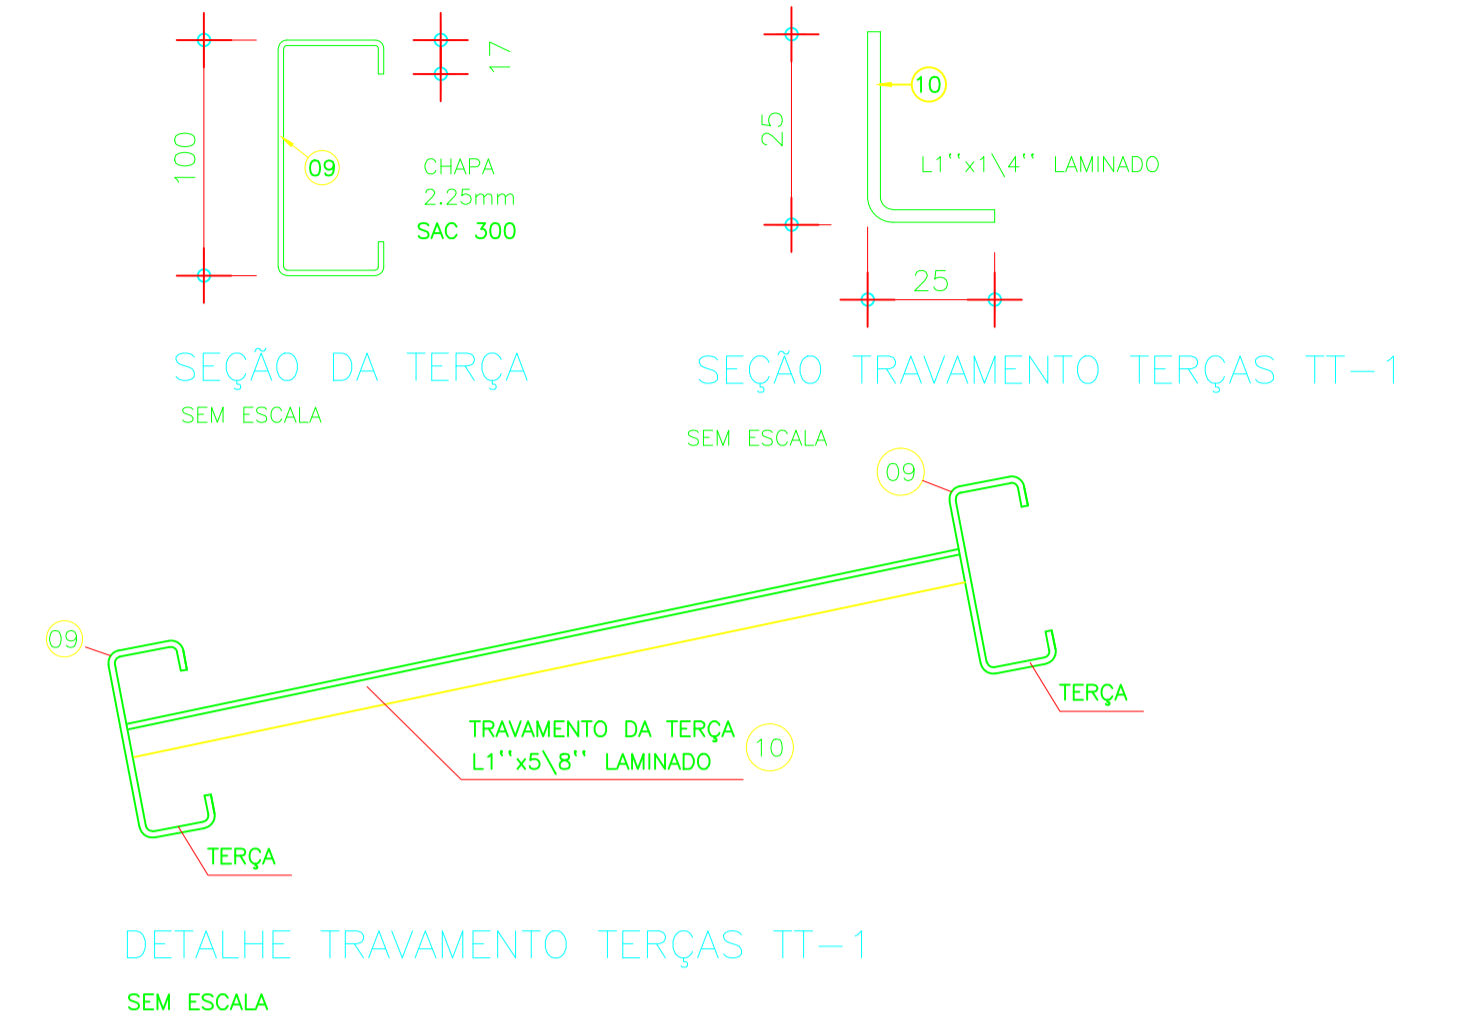 100
17
09
CHAPA
2.25mm
SAC 300
SEÇÃO DA TERÇA
SEM ESCALA
25
10
L1''x1\4'' LAMINADO
25
SEÇÃO TRAVAMENTO TERÇAS TT-1
SEM ESCALA
09
09
TERÇA
TRAVAMENTO DA TERÇA
L1''x5\8'' LAMINADO
10
TERÇA
DETALHE TRAVAMENTO TERÇAS TT-1
SEM ESCALA